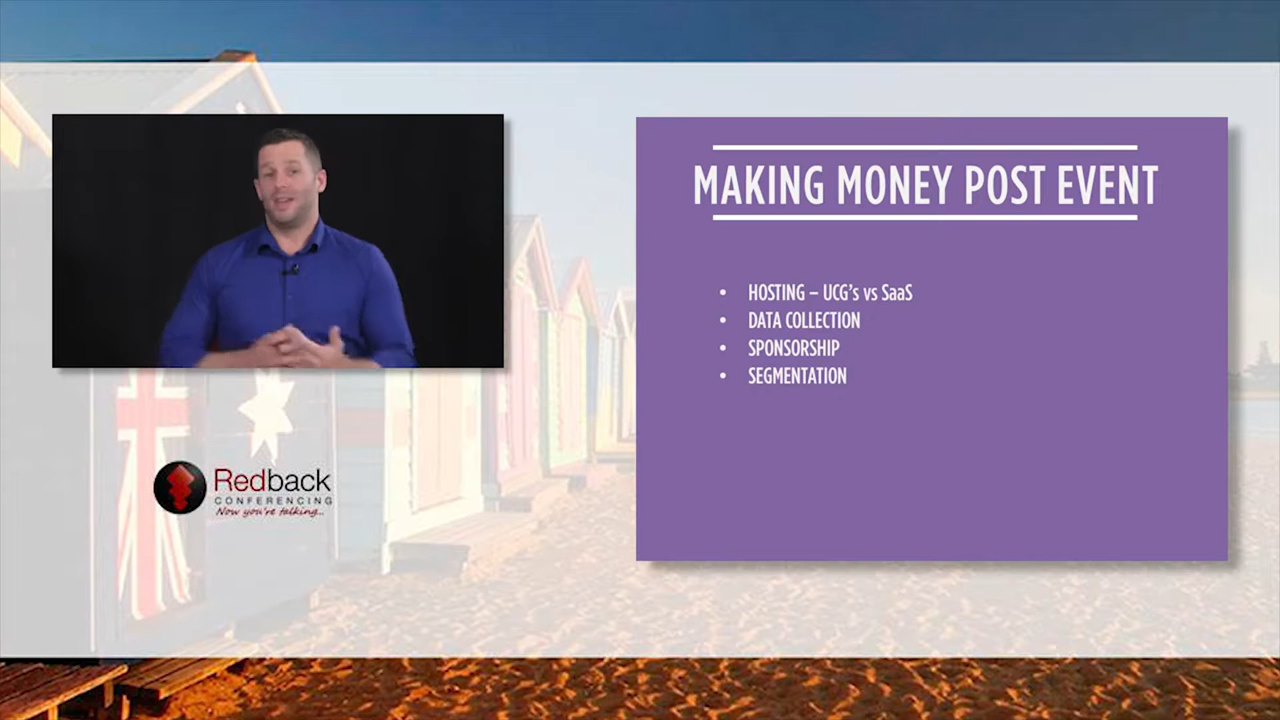 MAKING MONEY POST EVENT
• HOSTING – UCG's vs SaaS
• DATA COLLECTION
• SPONSORSHIP
• SEGMENTATION
Redback
CONFERENCING
Now you're talking...